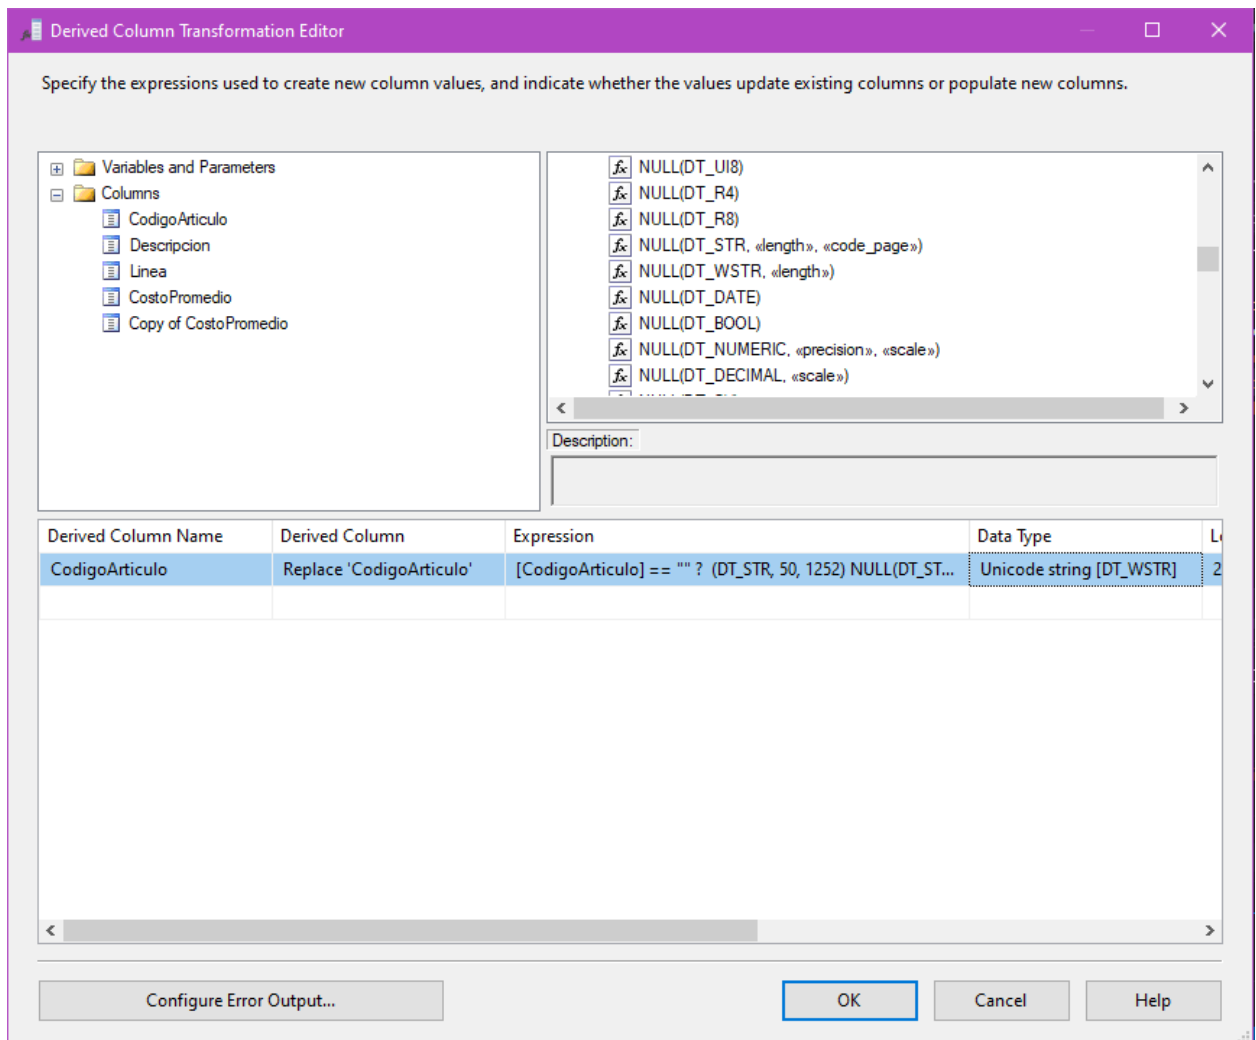 Derived Column Transformation Editor
Specify the expressions used to create new column values, and indicate whether the values update existing columns or populate new columns.
Variables and Parameters
Columns
CodigoArticulo
Descripcion
Linea
CostoPromedio
Copy of CostoPromedio
NULL(DT_UI8)
NULL(DT_R4)
NULL(DT_R8)
NULL(DT_STR, «length», «code_page»)
NULL(DT_WSTR, «length»)
NULL(DT_DATE)
NULL(DT_BOOL)
NULL(DT_NUMERIC, «precision», «scale»)
NULL(DT_DECIMAL, «scale»)
Description:
Derived Column Name Derived Column Expression Data Type
CodigoArticulo Replace 'CodigoArticulo' [CodigoArticulo] == "" ? (DT_STR, 50, 1252) NULL(DT_ST... Unicode string [DT_WSTR] 2
Configure Error Output... OK Cancel Help